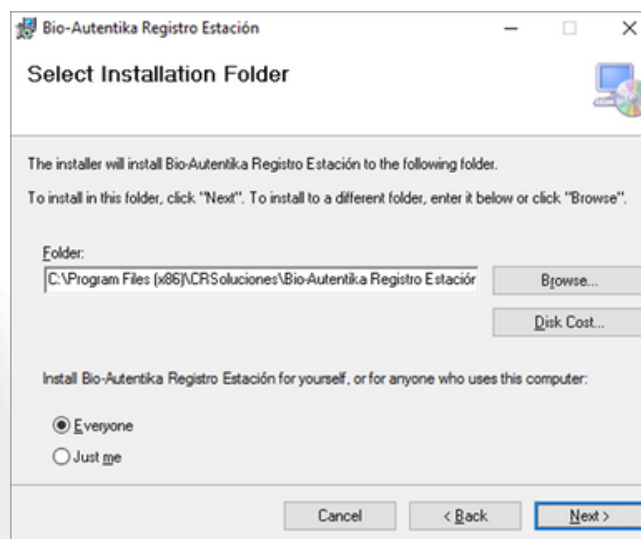 Bio-Autentika Registro Estación
Select Installation Folder
The installer will install Bio-Autentika Registro Estación to the following folder.
To install in this folder, click "Next". To install to a different folder, enter it below or click "Browse".
Folder:
C:\Program Files (x86)\CRSoluciones\Bio-Autentika Registro Estación
Browse...
Disk Cost...
Install Bio-Autentika Registro Estación for yourself, or for anyone who uses this computer:
Everyone
Just me
Cancel < Back Next >